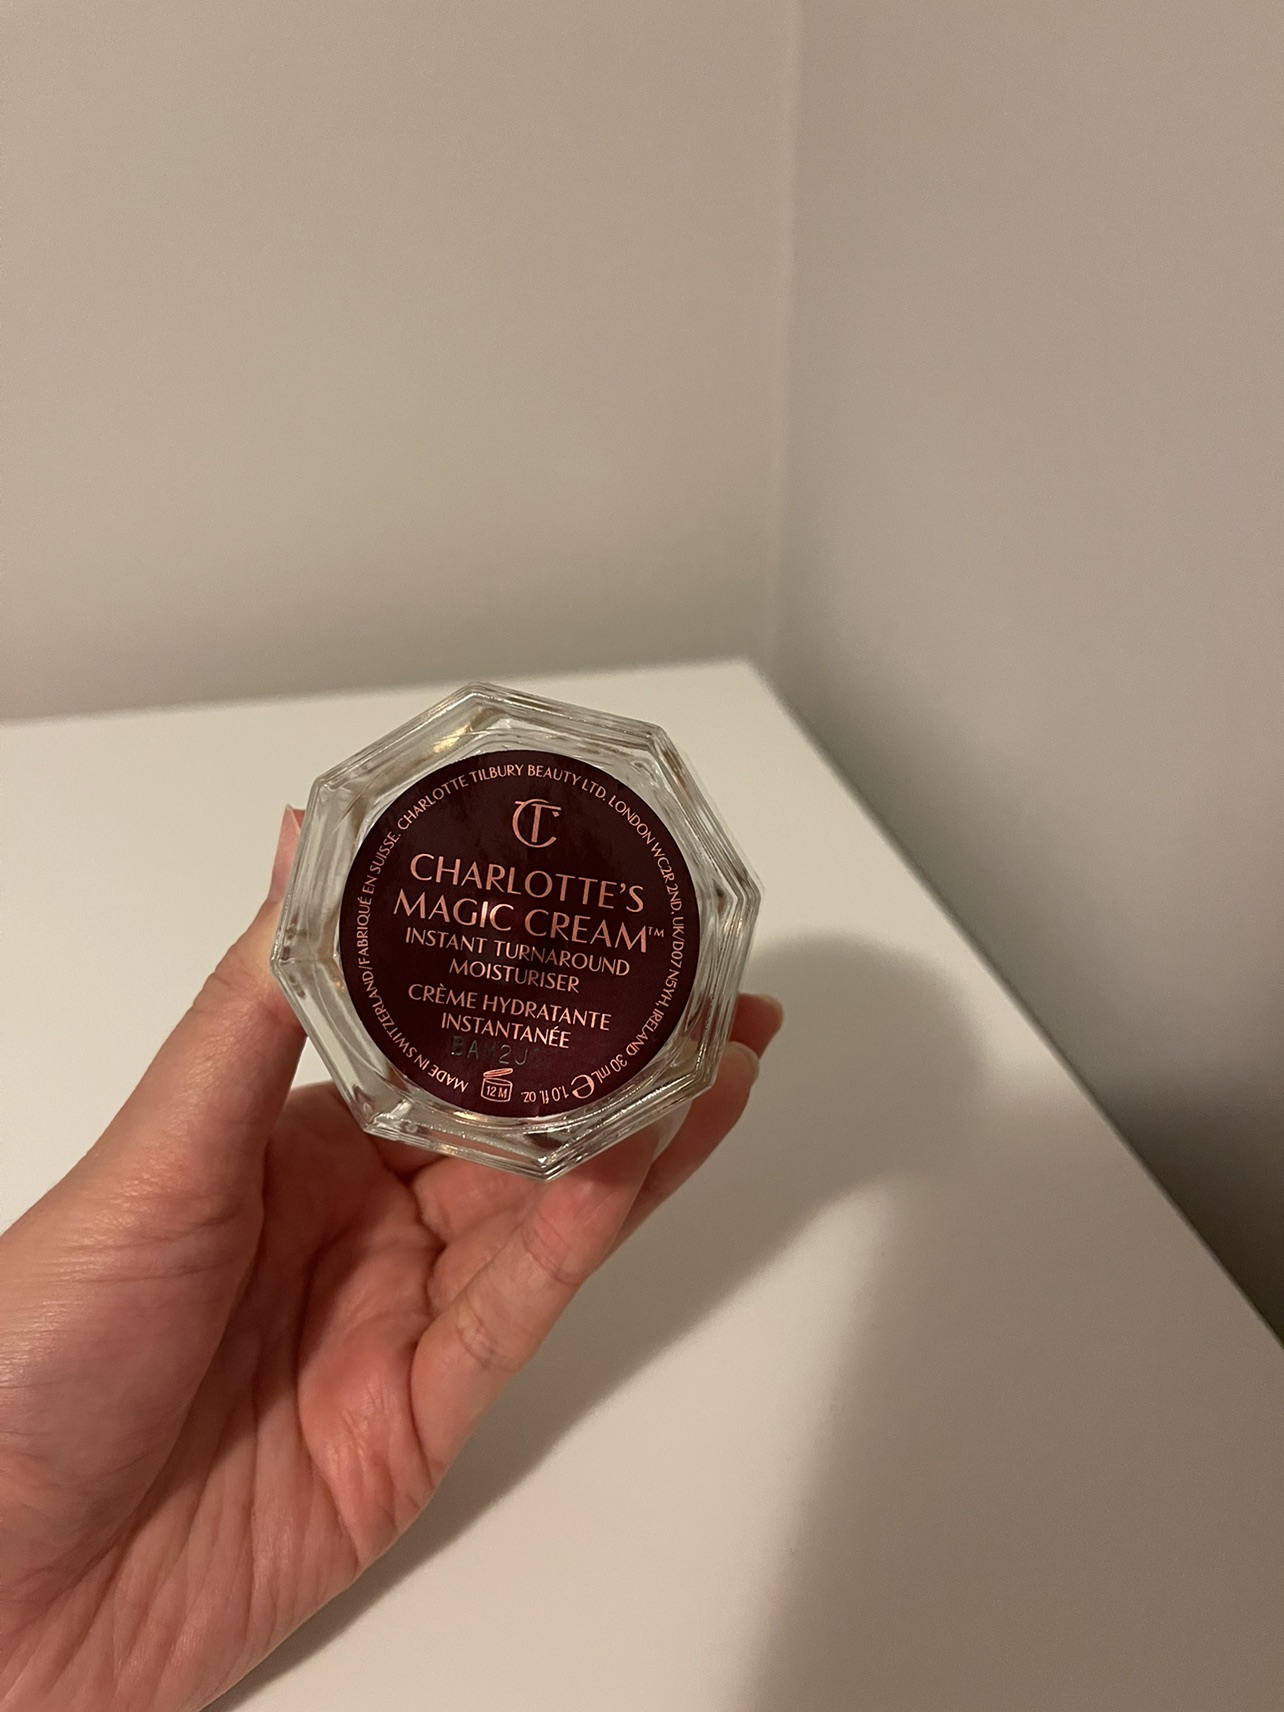 CT
CHARLOTTE'S
MAGIC CREAM™
INSTANT TURNAROUND
MOISTURISER
CRÈME HYDRATANTE
INSTANTANÉE
12 M
MADE IN SWITZERLAND/FABRIQUÉ EN SUISSE. CHARLOTTE TILBURY BEAUTY LTD. LONDON WC2R 2ND, UK/D07 N5YH, IRELAND 30 mL ℮ 1.0 fl. oz.